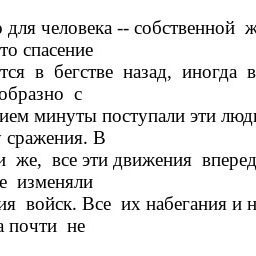 для человека -- собственной
то спасение
тся в бегстве назад, иногда в
образно с
ием минуты поступали эти люд
сражения. В
и же, все эти движения вперед
е изменяли
ия войск. Все их набегания и н
а почти не